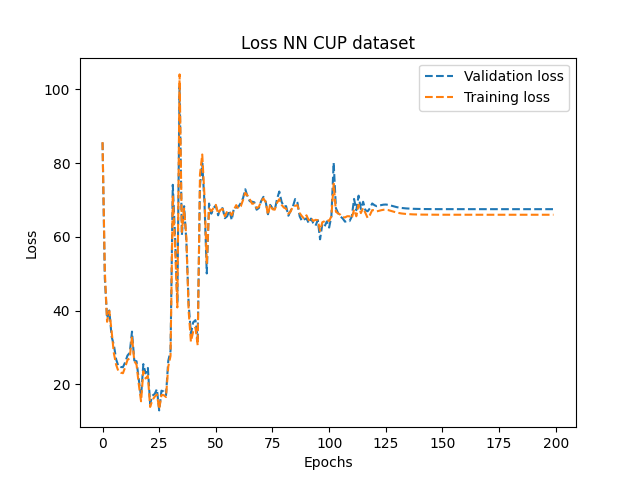 Loss NN CUP dataset
Validation loss
Training loss
100
80
60
40
20
Loss
0 25 50 75 100 125 150 175 200
Epochs